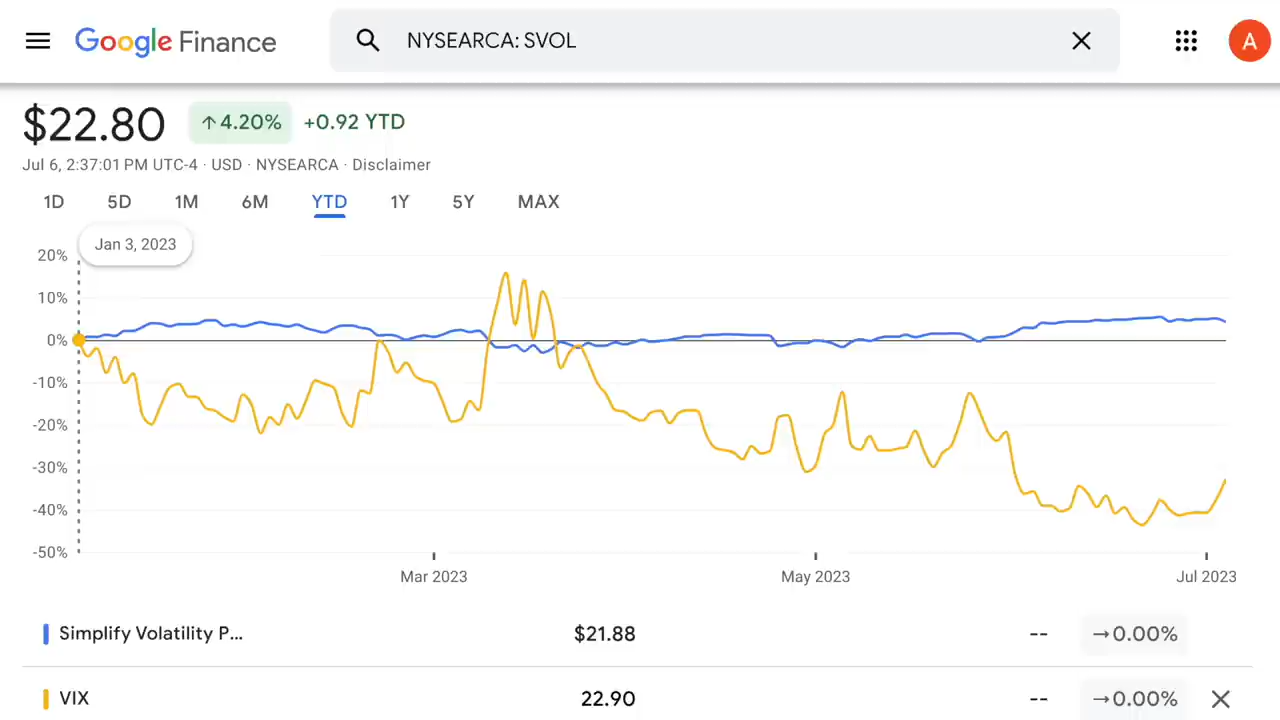 Google Finance
NYSEARCA: SVOL
A
$22.80 ↑4.20% +0.92 YTD
Jul 6, 2:37:01 PM UTC-4 · USD · NYSEARCA · Disclaimer
1D 5D 1M 6M YTD 1Y 5Y MAX
Jan 3, 2023
20%
10%
0%
-10%
-20%
-30%
-40%
-50%
Mar 2023 May 2023 Jul 2023
Simplify Volatility P... $21.88 -- →0.00%
VIX 22.90 -- →0.00%